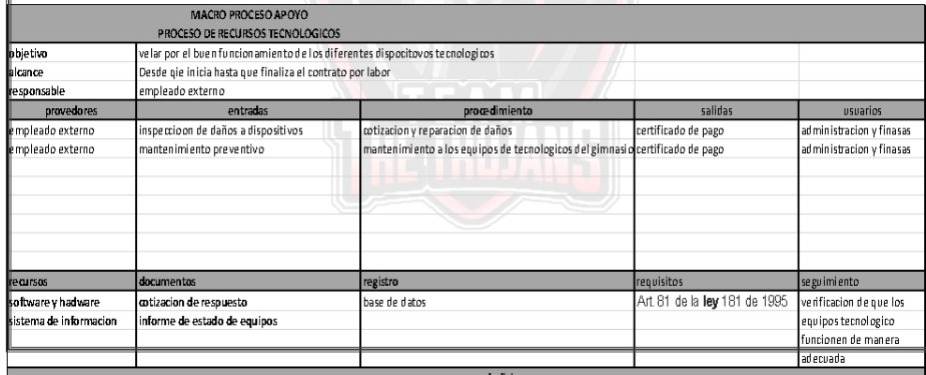 MACRO PROCESO APOYO
PROCESO DE RECURSOS TECNOLOGICOS
objetivo velar por el buen funcionamiento de los diferentes dispocitovos tecnologicos
alcance Desde qie inicia hasta que finaliza el contrato por labor
responsable empleado externo
provedores entradas procedimiento salidas usuarios
empleado externo inspeccioon de daños a dispositivos cotizacion y reparacion de daños certificado de pago administracion y finasas
empleado externo mantenimiento preventivo mantenimiento a los equipos de tecnologicos del gimnasio certificado de pago administracion y finasas
TEAM
THE TROJANS
recursos documentos registro requisitos seguimiento
software y hadware cotizacion de respuesto base de datos Art. 81 de la ley 181 de 1995 verificacion de que los
sistema de informacion informe de estado de equipos equipos tecnologico
funcionen de manera
adecuada